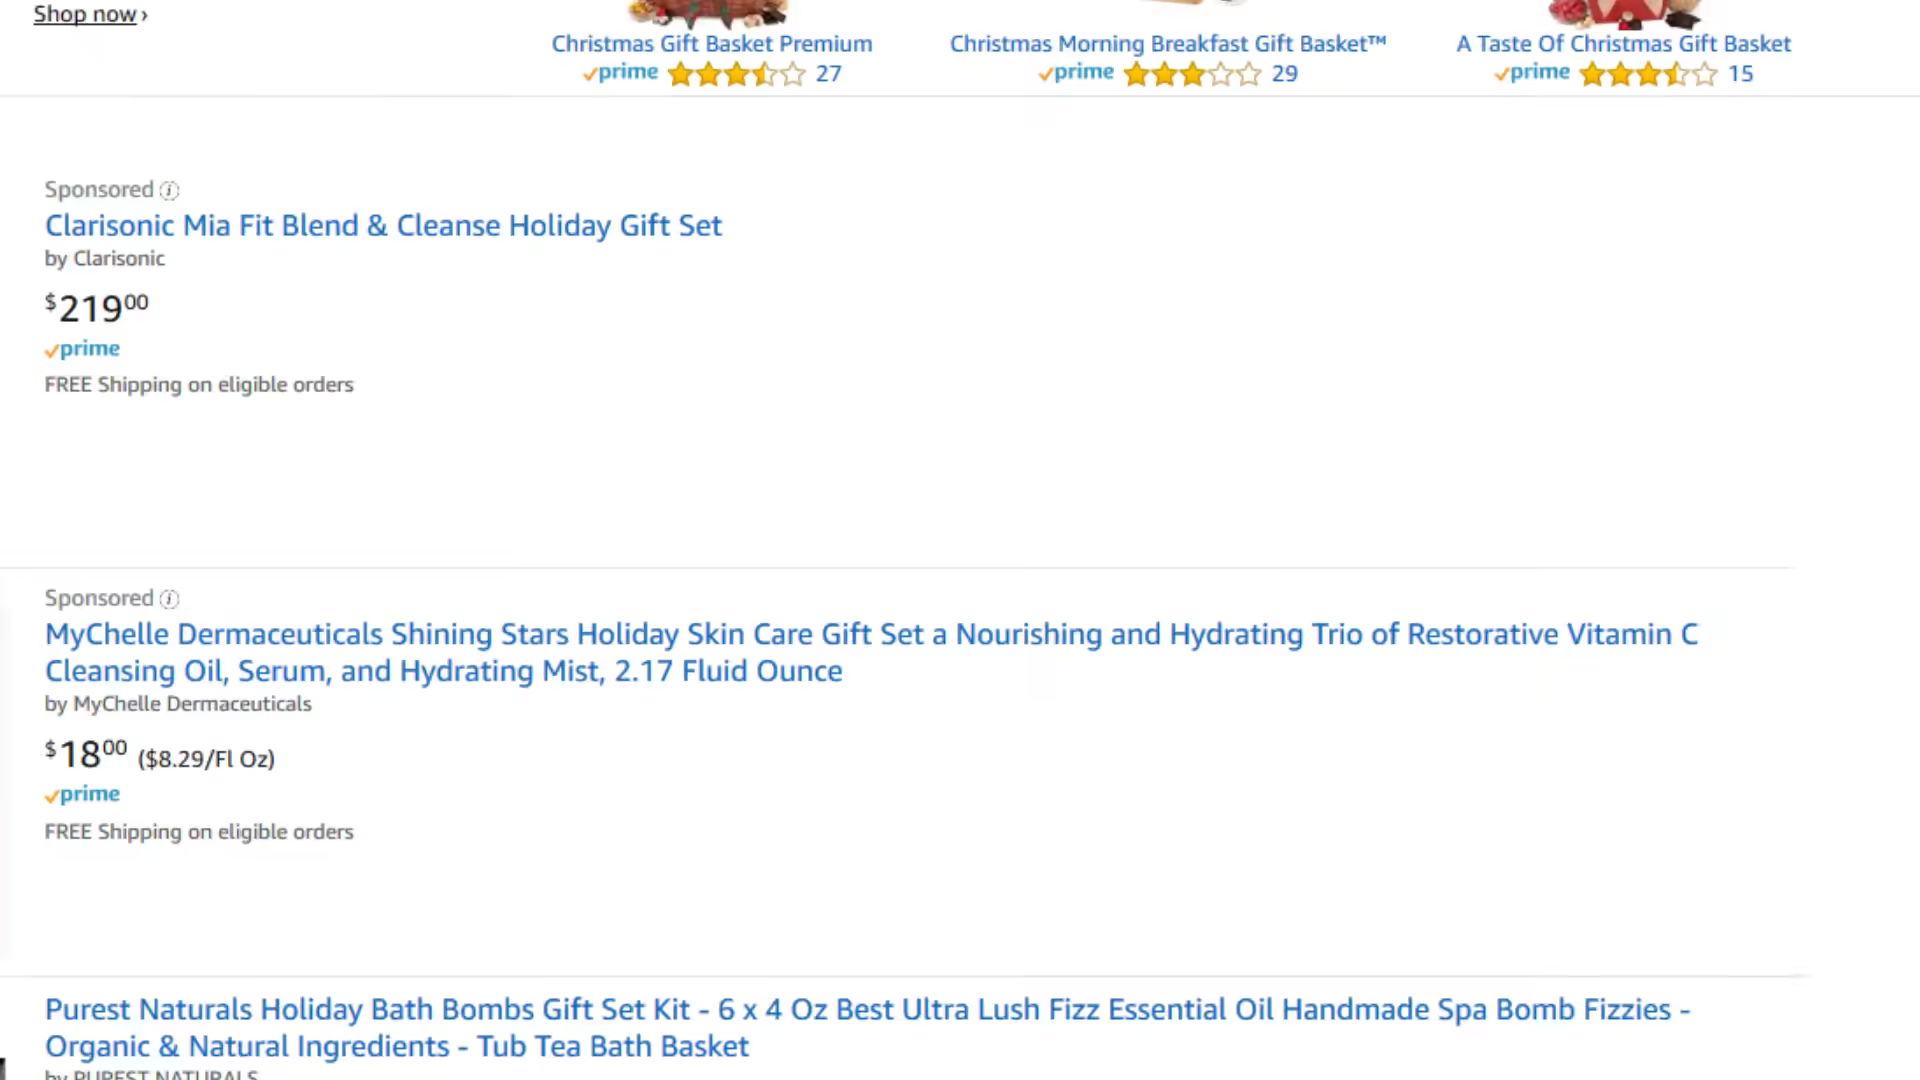 Shop now ›
Christmas Gift Basket Premium
prime 27
Christmas Morning Breakfast Gift Basket™
prime 29
A Taste Of Christmas Gift Basket
prime 15
Sponsored
Clarisonic Mia Fit Blend & Cleanse Holiday Gift Set
by Clarisonic
$219 00
prime
FREE Shipping on eligible orders
Sponsored
MyChelle Dermaceuticals Shining Stars Holiday Skin Care Gift Set a Nourishing and Hydrating Trio of Restorative Vitamin C
Cleansing Oil, Serum, and Hydrating Mist, 2.17 Fluid Ounce
by MyChelle Dermaceuticals
$18 00 ($8.29/Fl Oz)
prime
FREE Shipping on eligible orders
Purest Naturals Holiday Bath Bombs Gift Set Kit - 6 x 4 Oz Best Ultra Lush Fizz Essential Oil Handmade Spa Bomb Fizzies -
Organic & Natural Ingredients - Tub Tea Bath Basket
by PUREST NATURALS